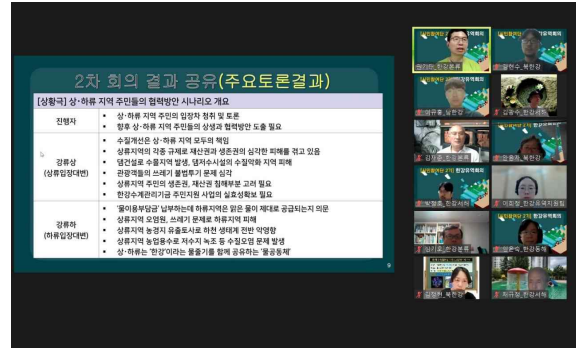 2차 회의 결과 공유(주요토론결과)
[상황극] 상·하류 지역 주민들의 협력방안 시나리오 개요
진행자
• 상·하류 지역 주민의 입장차 청취 및 토론
• 향후 상·하류 지역 주민들의 상생과 협력방안 도출 필요
강류상
(상류입장대변)
• 수질개선은 상·하류 지역 모두의 책임
• 상류지역의 각종 규제로 재산권과 생존권의 심각한 피해를 겪고 있음
• 댐건설로 수몰지역 발생, 댐저수시설의 수질악화 지역 피해
• 관광객들의 쓰레기 불법투기 문제 심각
• 상류지역 주민의 생존권, 재산권 침해부분 고려 필요
• 한강수계관리기금 주민지원 사업의 실효성확보 필요
강류하
(하류입장대변)
• '물이용부담금' 납부하는데 하류지역은 맑은 물이 제대로 공급되는지 의문
• 상류지역 오염원, 쓰레기 문제로 하류지역 피해
• 상류지역 농경지 유출토사로 하천 생태계 전반 악영향
• 상류지역 농업용수로 저수지 녹조 등 수질오염 문제 발생
• 상·하류는 '한강'이라는 물줄기를 함께 공유하는 '물공동체'
9